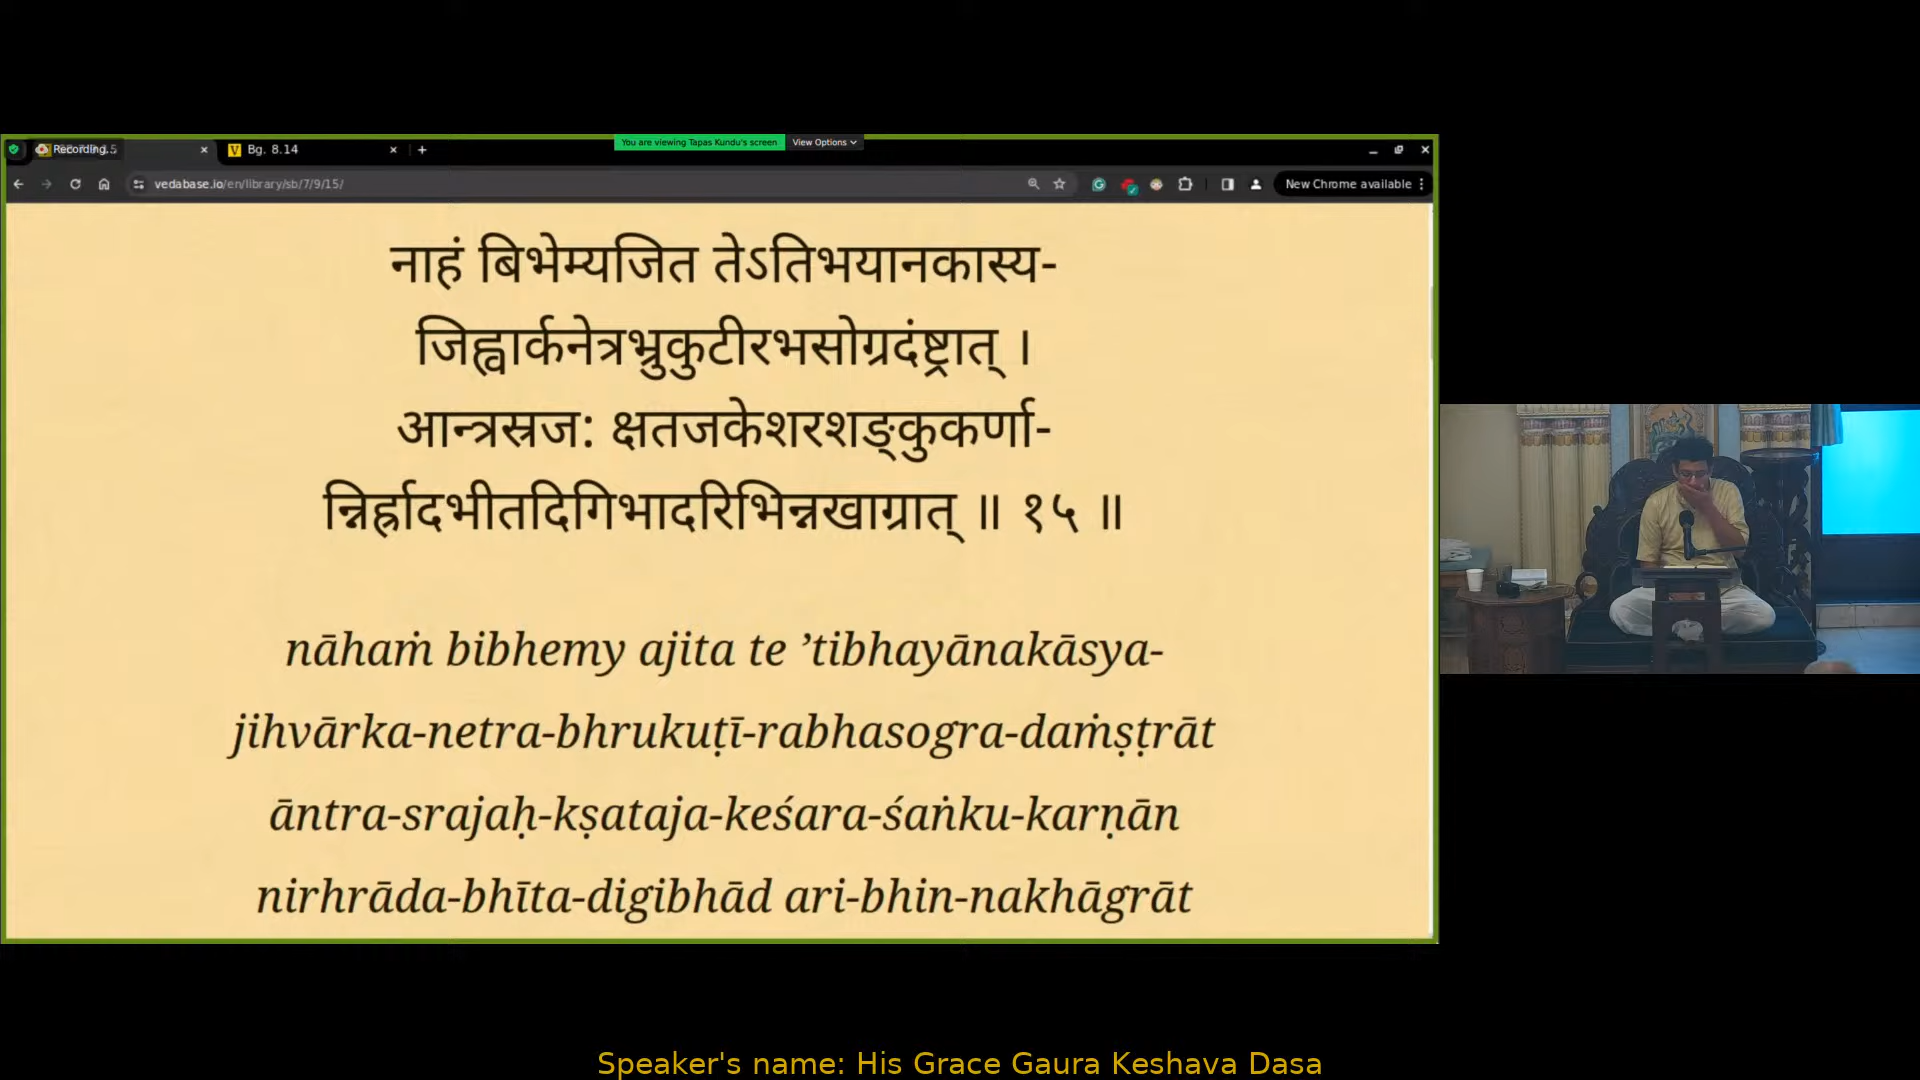 Recording...
Bg. 8.14
You are viewing Tapas Kundu's screen
View Options
vedabase.io/en/library/sb/7/9/15/
New Chrome available
नाहं बिभेम्यजित तेऽतिभयानकास्य-
जिह्वार्कनेत्रभ्रुकुटीरभसोग्रदंष्ट्रात् ।
आन्त्रस्रज: क्षतजकेशरशङ्कुकर्णा-
न्निर्ह्रादभीतदिगिभादरिभिन्नखाग्रात् ॥ १५ ॥
nāhaṁ bibhemy ajita te ’tibhayānakāsya-
jihvārka-netra-bhrukuṭī-rabhasogra-daṁṣṭrāt
āntra-srajaḥ-kṣataja-keśara-śaṅku-karṇān
nirhrāda-bhīta-digibhād ari-bhin-nakhāgrāt
Speaker's name: His Grace Gaura Keshava Dasa